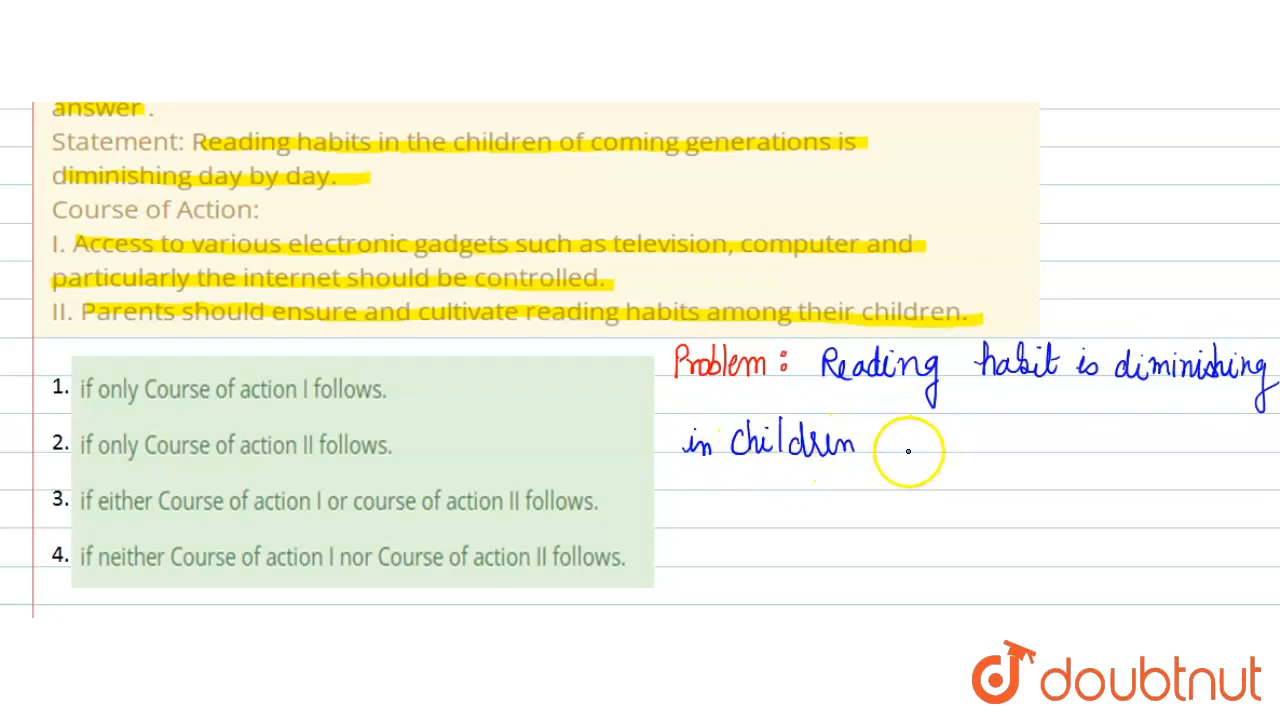 answer .
Statement: Reading habits in the children of coming generations is
diminishing day by day.
Course of Action:
I. Access to various electronic gadgets such as television, computer and
particularly the internet should be controlled.
II. Parents should ensure and cultivate reading habits among their children.
1. if only Course of action I follows.
2. if only Course of action II follows.
3. if either Course of action I or course of action II follows.
4. if neither Course of action I nor Course of action II follows.
Problem : Reading habit is diminishing
in children
doubtnut